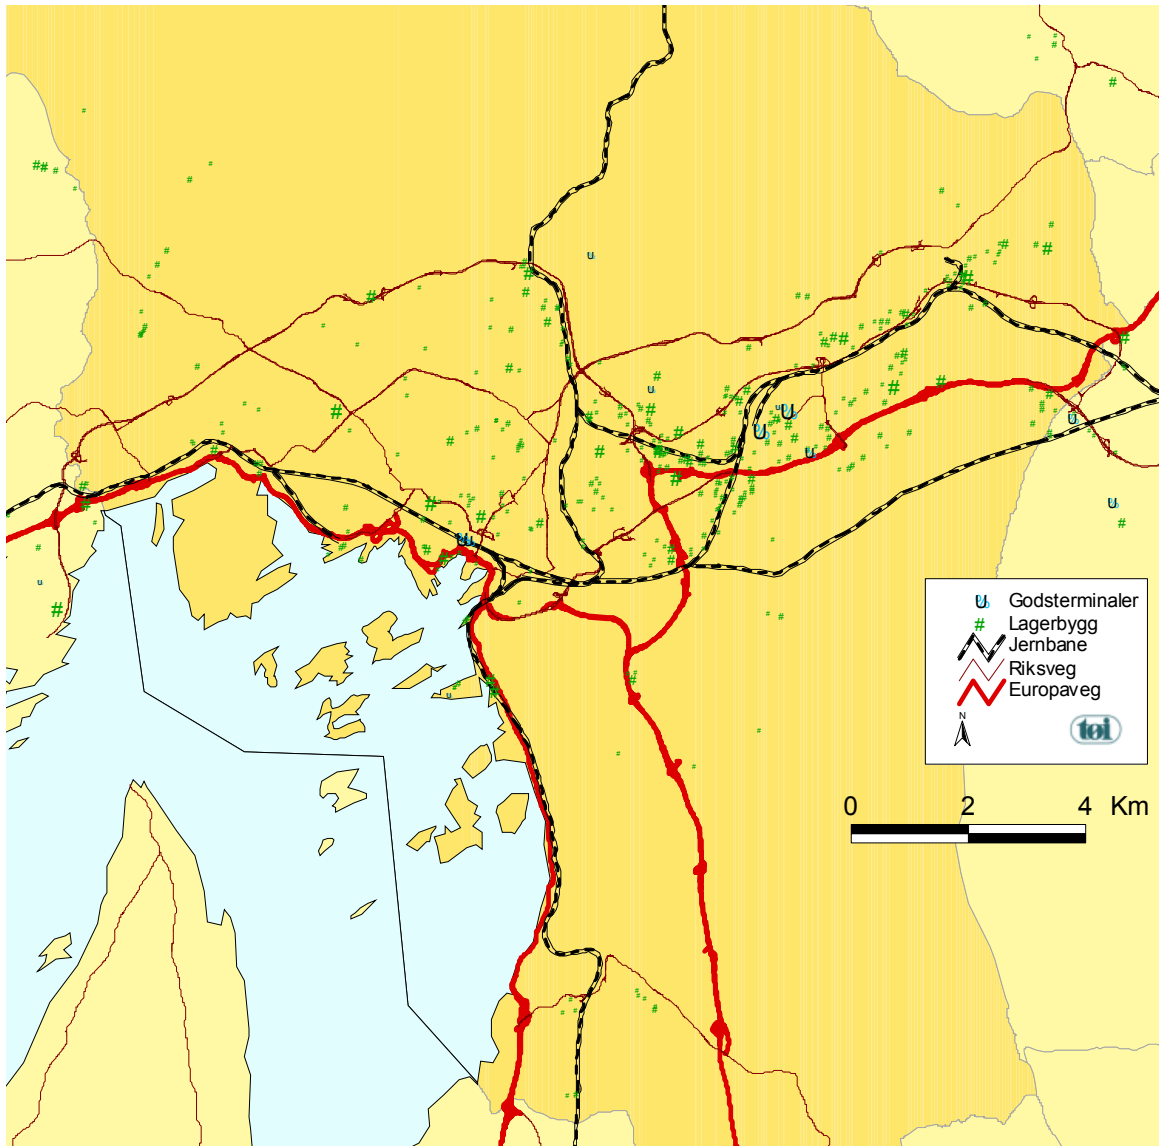 Godsterminaler
Lagerbygg
Jernbane
Riksveg
Europaveg
N
tøi
0 2 4 Km